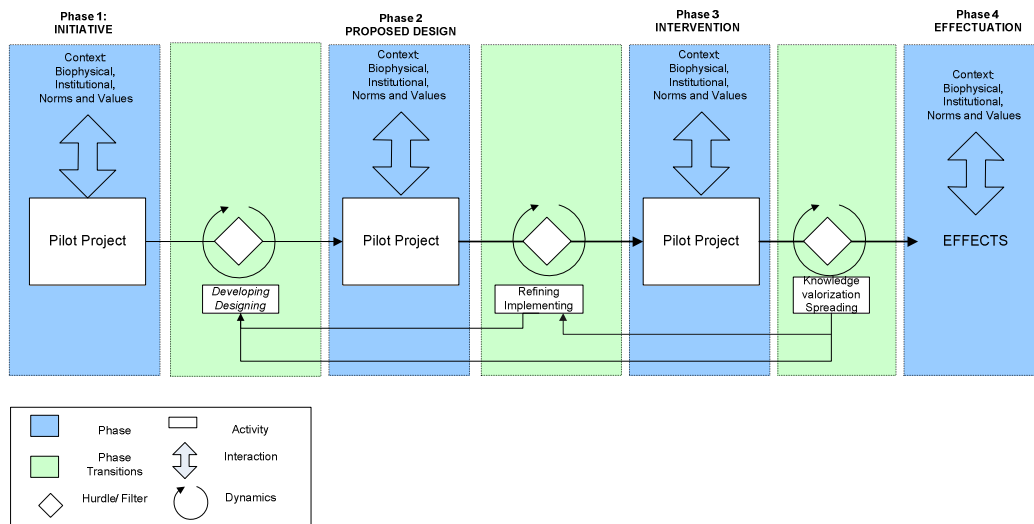 Phase 1:
INITIATIVE
Phase 2
PROPOSED DESIGN
Phase 3
INTERVENTION
Phase 4
EFFECTUATION
Context:
Biophysical,
Institutional,
Norms and Values
Context:
Biophysical,
Institutional,
Norms and Values
Context:
Biophysical,
Institutional,
Norms and Values
Context:
Biophysical,
Institutional,
Norms and Values
Pilot Project
Pilot Project
Pilot Project
EFFECTS
Developing
Designing
Refining
Implementing
Knowledge
valorization
Spreading
Phase
Activity
Phase
Transitions
Interaction
Hurdle/ Filter
Dynamics